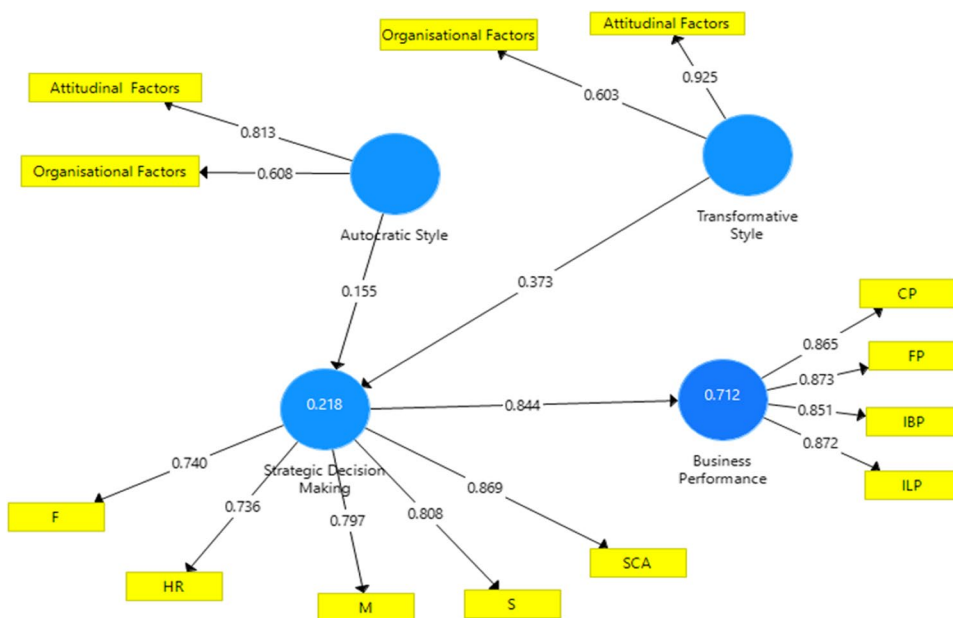 Attitudinal Factors
Organisational Factors
Attitudinal  Factors
0.925
0.603
0.813
Organisational Factors
0.608
Autocratic Style
Transformative
Style
0.155
0.373
CP
0.865
FP
0.873
0.218
0.844
0.712
0.851
IBP
0.872
Strategic Decision
Making
Business
Performance
ILP
0.740
0.869
F
0.736
0.797
0.808
SCA
HR
M
S